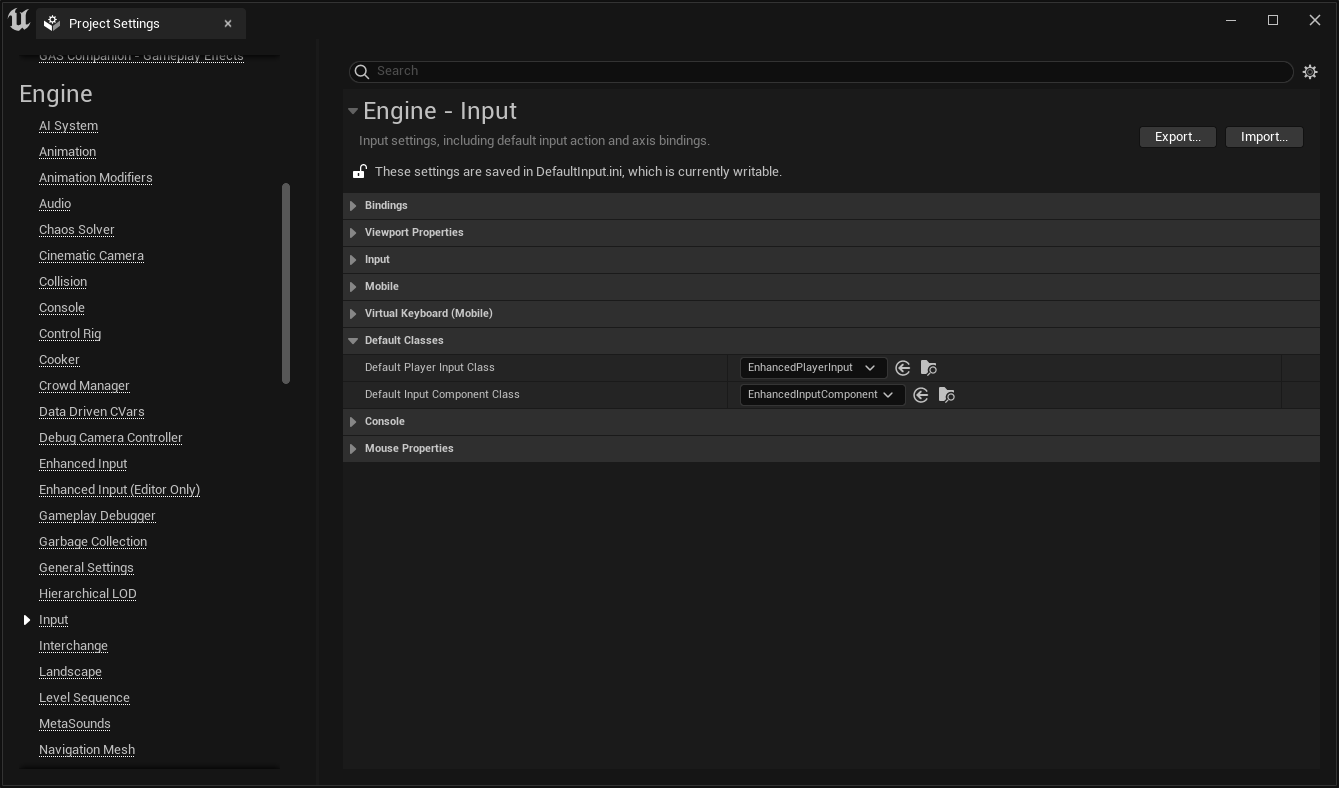 Project Settings
GAS Companion - Gameplay Effects
Engine
AI System
Animation
Animation Modifiers
Audio
Chaos Solver
Cinematic Camera
Collision
Console
Control Rig
Cooker
Crowd Manager
Data Driven CVars
Debug Camera Controller
Enhanced Input
Enhanced Input (Editor Only)
Gameplay Debugger
Garbage Collection
General Settings
Hierarchical LOD
Input
Interchange
Landscape
Level Sequence
MetaSounds
Navigation Mesh
Search
Engine - Input
Input settings, including default input action and axis bindings.
Export...
Import...
These settings are saved in DefaultInput.ini, which is currently writable.
Bindings
Viewport Properties
Input
Mobile
Virtual Keyboard (Mobile)
Default Classes
Default Player Input Class EnhancedPlayerInput
Default Input Component Class EnhancedInputComponent
Console
Mouse Properties